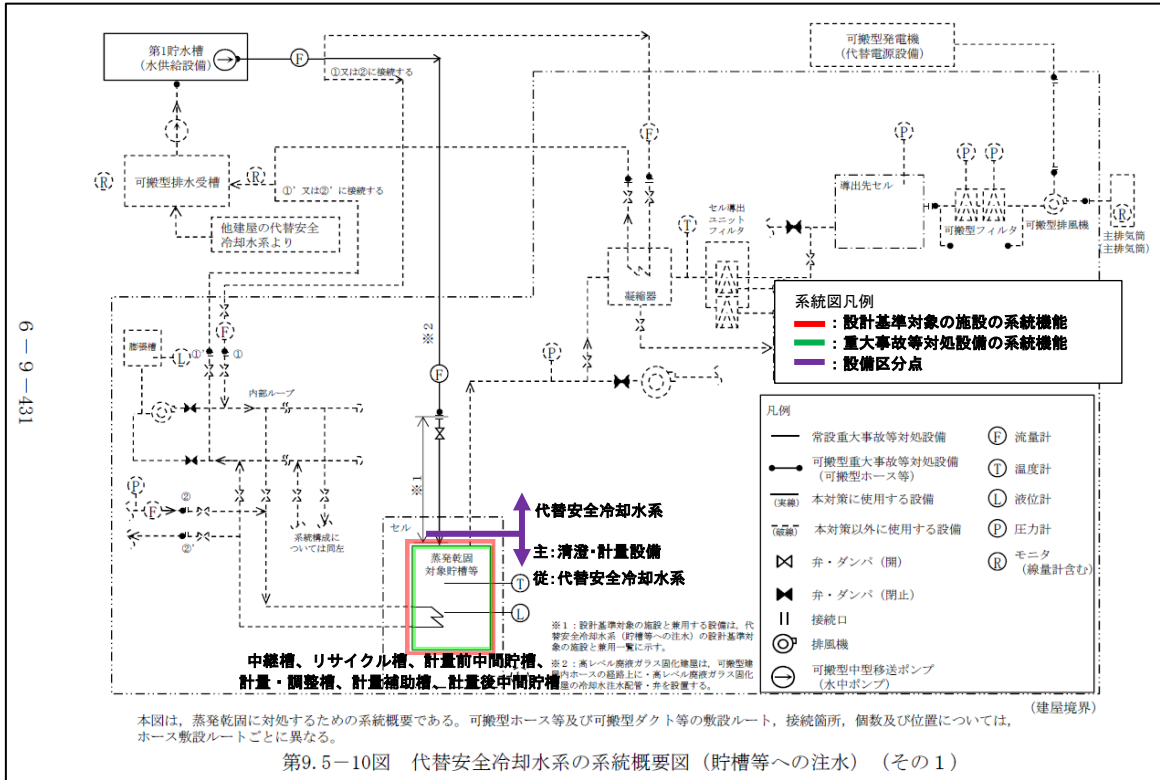 第1貯水槽
(水供給設備)
F
①又は②に接続する
可搬型発電機
(代替電源設備)
F
P
P
P
R
可搬型排水受槽
R
①’又は②’に接続する
他建屋の代替安全
冷却水系より
T
セル導出
ユニット
フィルタ
導出先セル
可搬型フィルタ
可搬型排風機
R
主排気筒
(主排気筒)
凝縮器
系統図凡例
:設計基準対象の施設の系統機能
:重大事故等対処設備の系統機能
:設備区分点
6-9-431
※2
F
膨張槽
L
①’
①
F
P
内部ループ
凡例
常設重大事故等対処設備
可搬型重大事故等対処設備
(可搬型ホース等)
(実線)
本対策に使用する設備
(破線)
本対策以外に使用する設備
弁・ダンパ(開)
弁・ダンパ(閉止)
接続口
排風機
可搬型中型移送ポンプ
(水中ポンプ)
F 流量計
T 温度計
L 液位計
P 圧力計
R モニタ
(線量計含む)
※1
P
F
②
②’
系統構成に
ついては同左
セル
代替安全冷却水系
主:清澄・計量設備
従:代替安全冷却水系
蒸発乾固
対象貯槽等
T
L
※1:設計基準対象の施設と兼用する設備は,代
替安全冷却水系(貯槽等への注水)の設計基準対
象の施設と兼用一覧に示す。
※2:高レベル廃液ガラス固化建屋は,可搬型建
屋内ホースの経路上に・高レベル廃液ガラス固化
屋の冷却水注水配管・弁を設置する。
中継槽、リサイクル槽、計量前中間貯槽、
計量・調整槽、計量補助槽、計量後中間貯槽
(建屋境界)
本図は,蒸発乾固に対処するための系統概要である。可搬型ホース等及び可搬型ダクト等の敷設ルート,接続箇所,個数及び位置については,
ホース敷設ルートごとに異なる。
第9.5-10図 代替安全冷却水系の系統概要図(貯槽等への注水)(その1)